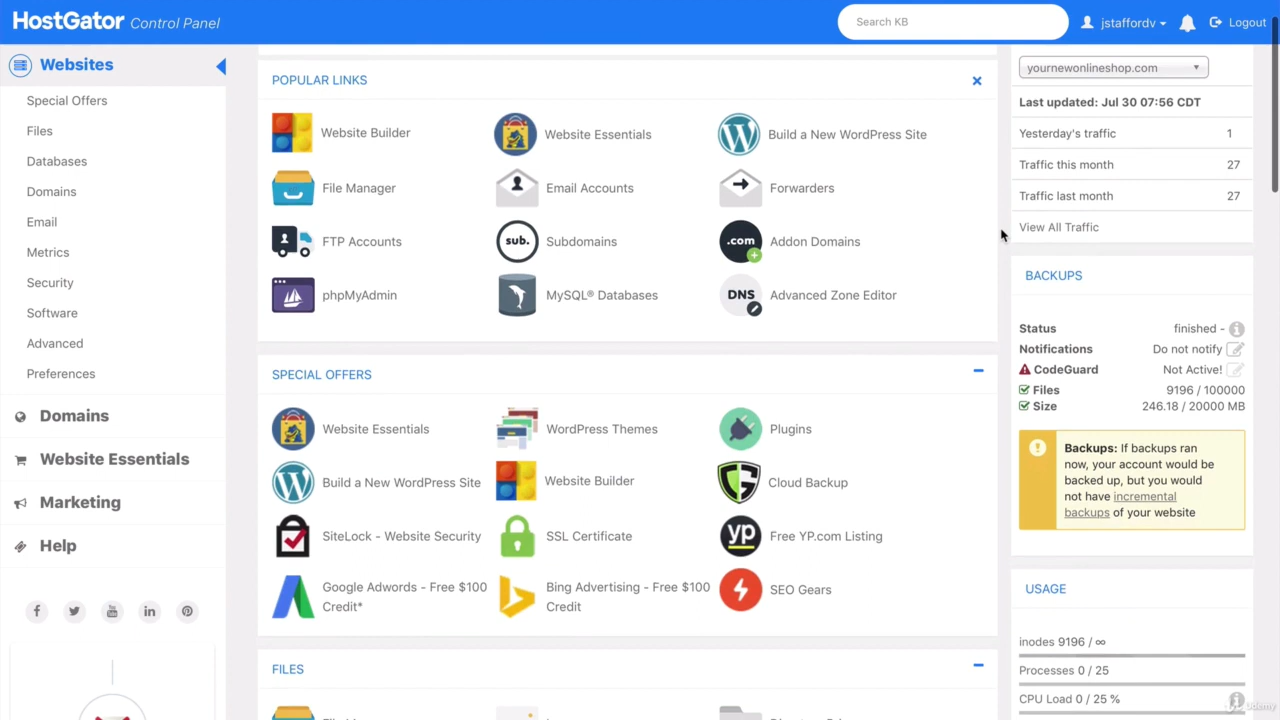 HostGator Control Panel
Search KB
jstaffordv
Logout
Websites
Special Offers
Files
Databases
Domains
Email
Metrics
Security
Software
Advanced
Preferences
Domains
Website Essentials
Marketing
Help
POPULAR LINKS
Website Builder
Website Essentials
Build a New WordPress Site
File Manager
Email Accounts
Forwarders
FTP Accounts
sub.
Subdomains
.com
Addon Domains
phpMyAdmin
MySQL® Databases
DNS
Advanced Zone Editor
SPECIAL OFFERS
Website Essentials
WordPress Themes
Plugins
Build a New WordPress Site
Website Builder
Cloud Backup
SiteLock - Website Security
SSL Certificate
yp
Free YP.com Listing
Google Adwords - Free $100
Credit*
Bing Advertising - Free $100
Credit
SEO Gears
FILES
yournewonlineshop.com
Last updated: Jul 30 07:56 CDT
Yesterday's traffic 1
Traffic this month 27
Traffic last month 27
View All Traffic
BACKUPS
Status finished -
Notifications Do not notify
CodeGuard Not Active!
Files 9196 / 100000
Size 246.18 / 20000 MB
Backups: If backups ran
now, your account would be
backed up, but you would
not have incremental
backups of your website
USAGE
inodes 9196 / ∞
Processes 0 / 25
CPU Load 0 / 25 %
Udemy